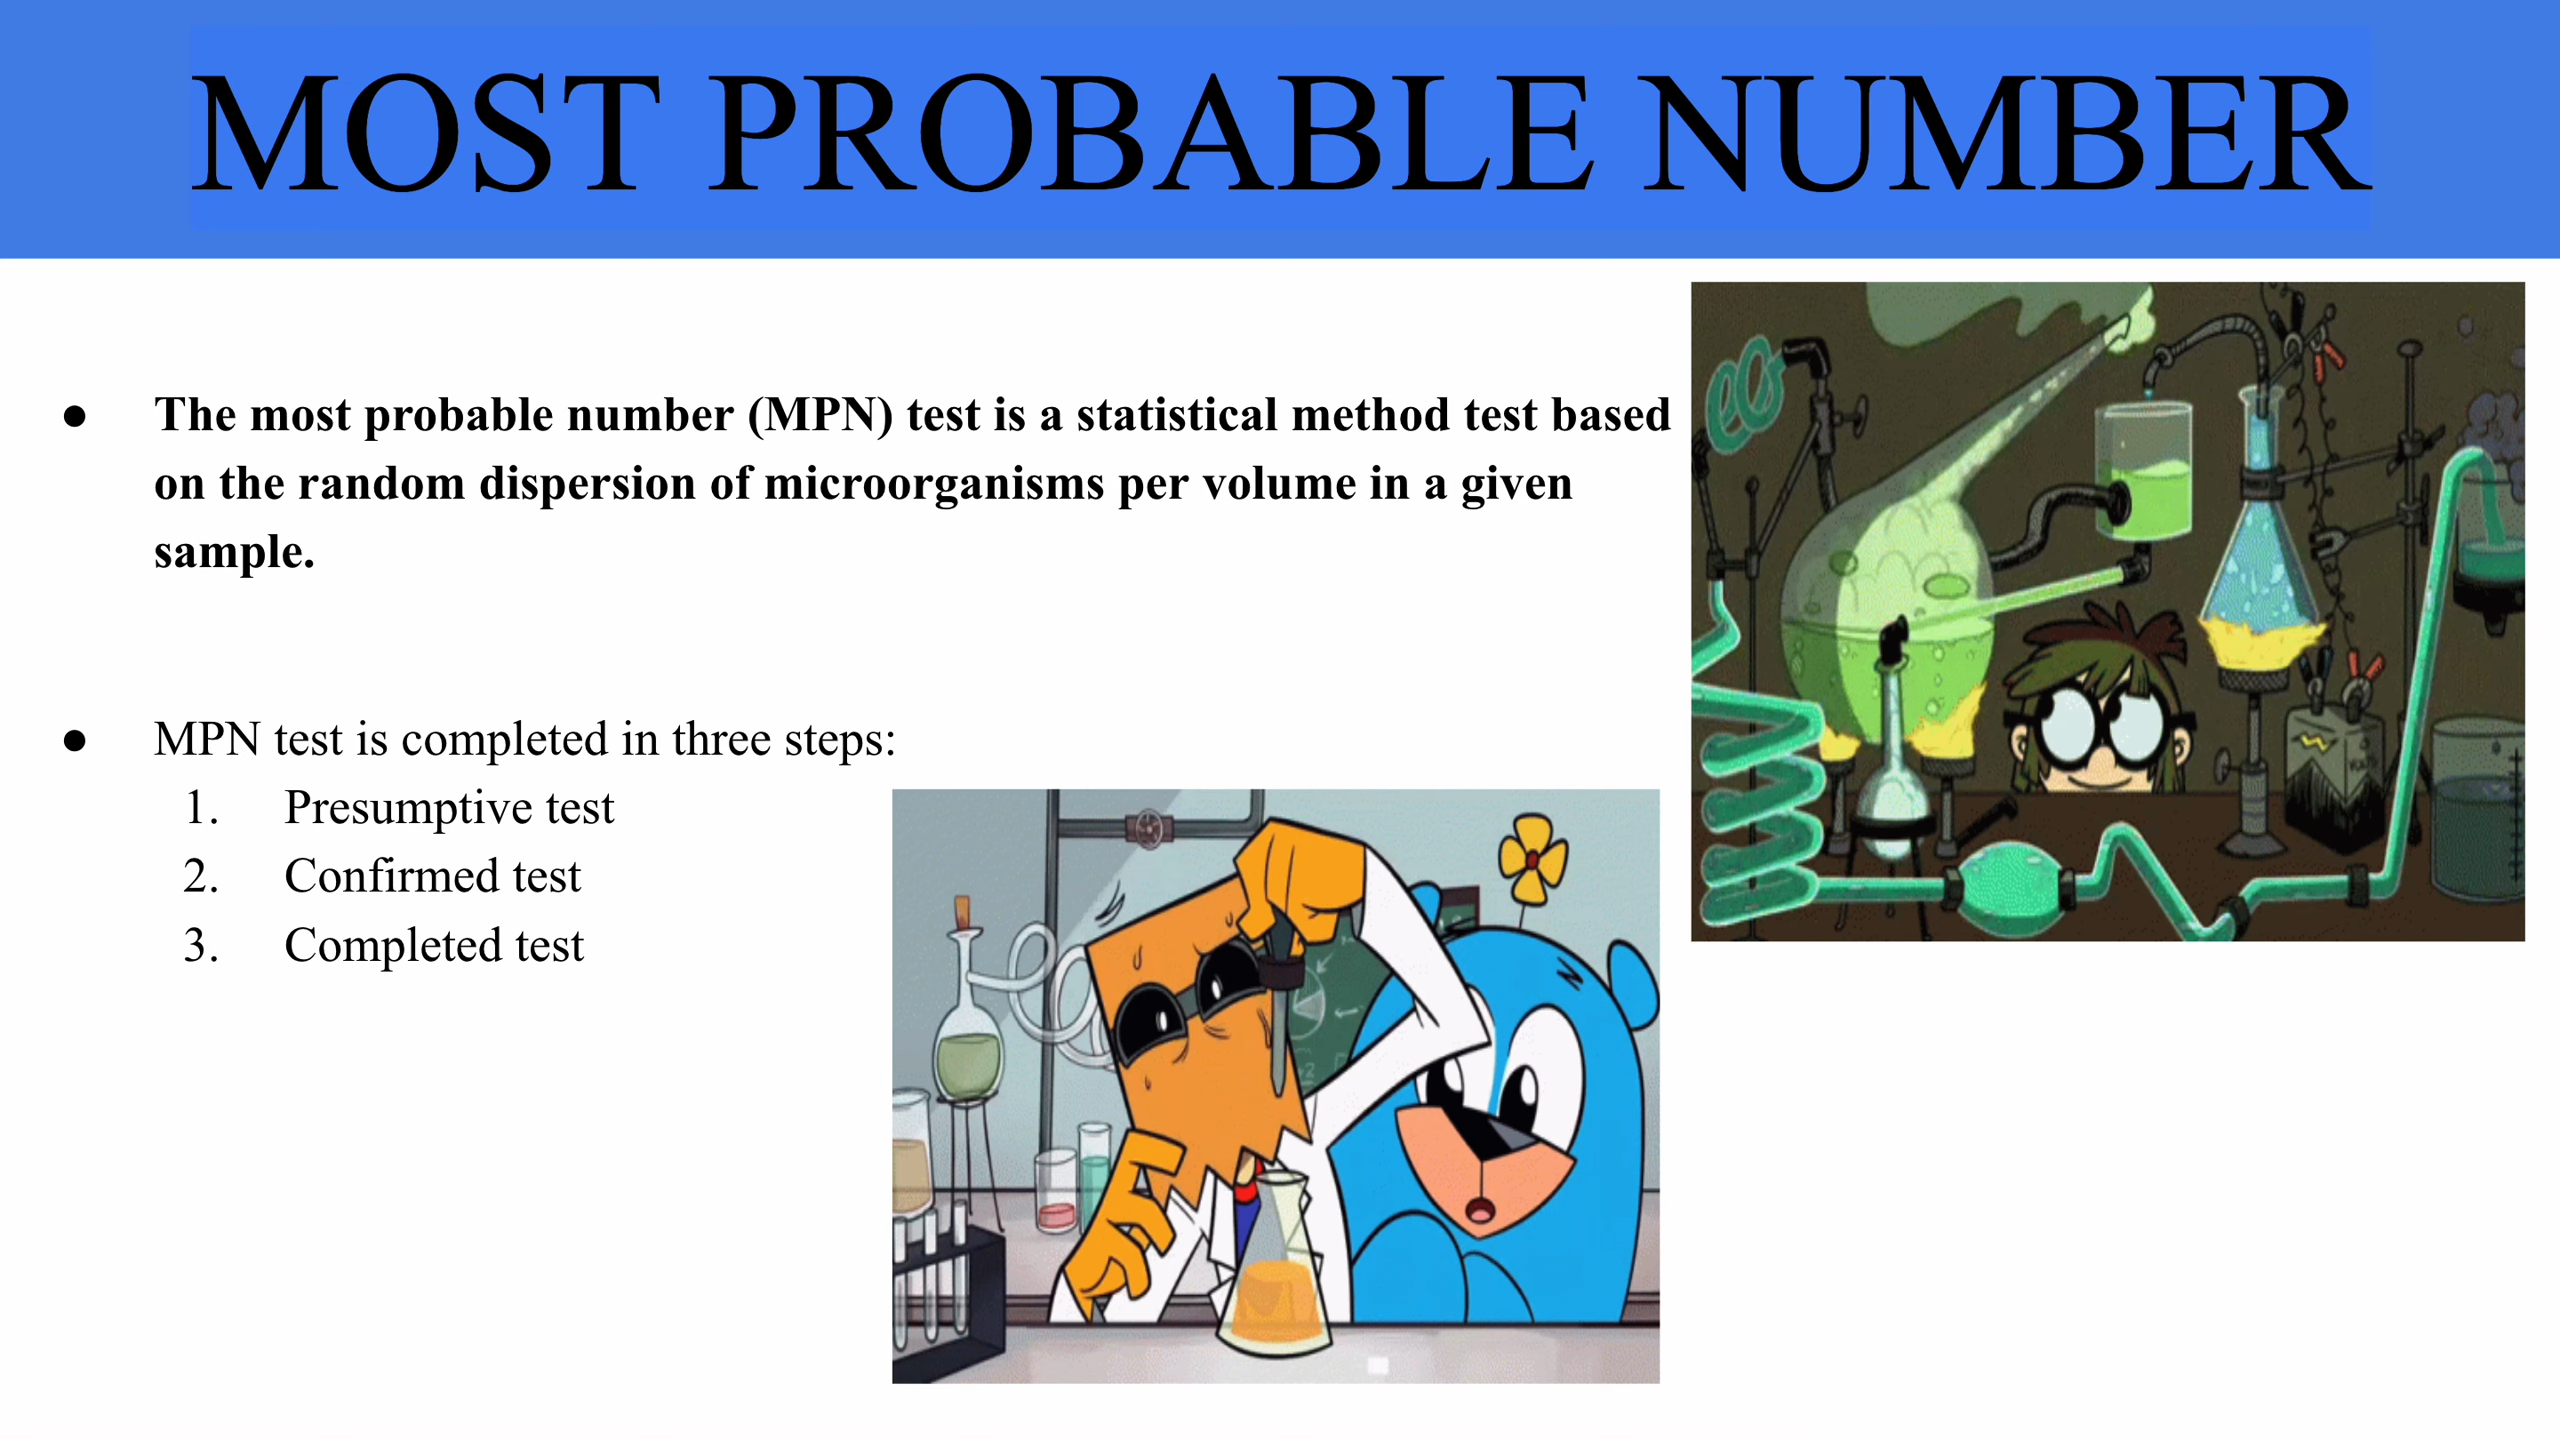 MOST PROBABLE NUMBER
● The most probable number (MPN) test is a statistical method test based
on the random dispersion of microorganisms per volume in a given
sample.
● MPN test is completed in three steps:
1. Presumptive test
2. Confirmed test
3. Completed test